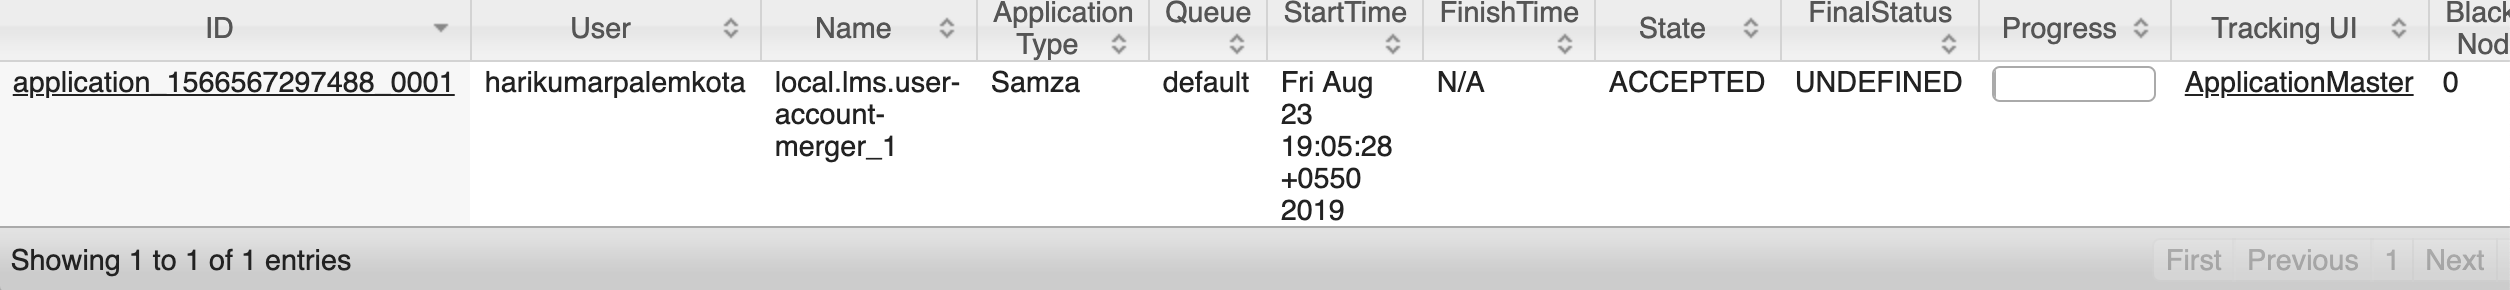 ID User Name Application Type Queue StartTime FinishTime State FinalStatus Progress Tracking UI Nod
application_1566567297488_0001 harikumarpalemkota local.lms.user- Samza default Fri Aug N/A ACCEPTED UNDEFINED ApplicationMaster 0
account- 23
merger_1 19:05:28
+0550
2019
Showing 1 to 1 of 1 entries First Previous 1 Next